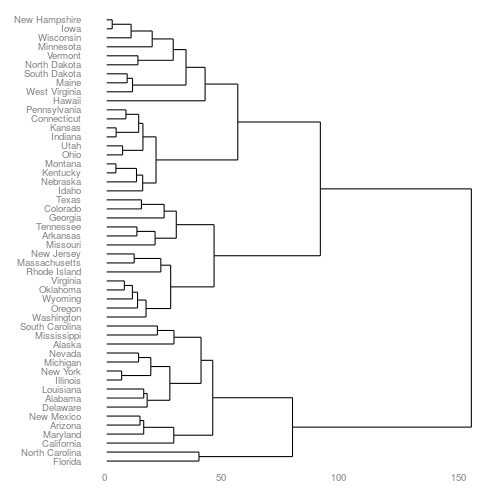 New Hampshire
Iowa
Wisconsin
Minnesota
Vermont
North Dakota
South Dakota
Maine
West Virginia
Hawaii
Pennsylvania
Connecticut
Kansas
Indiana
Utah
Ohio
Montana
Kentucky
Nebraska
Idaho
Texas
Colorado
Georgia
Tennessee
Arkansas
Missouri
New Jersey
Massachusetts
Rhode Island
Virginia
Oklahoma
Wyoming
Oregon
Washington
South Carolina
Mississippi
Alaska
Nevada
Michigan
New York
Illinois
Louisiana
Alabama
Delaware
New Mexico
Arizona
Maryland
California
North Carolina
Florida
0 50 100 150